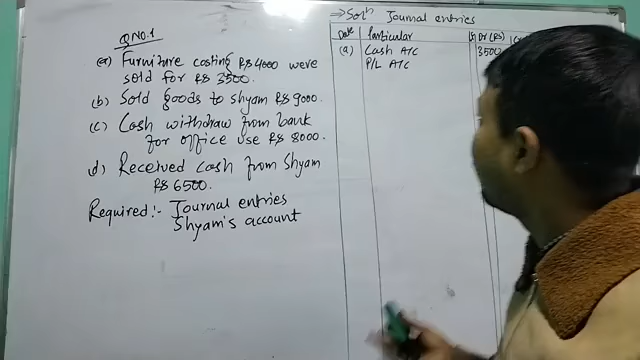 Q NO.1
(a) Furniture costing RS 4000 were
sold for RS 3500.
(b) Sold goods to Shyam RS 9000.
(c) Cash withdraw from bank
for office use RS 8000.
d) Received cash from Shyam
RS 6500.
Required:- Journal entries
Shyam's account
⇒ Solⁿ Journal entries
Date Particular Dr (RS)
(a) Cash A/C 3500
P/L A/C